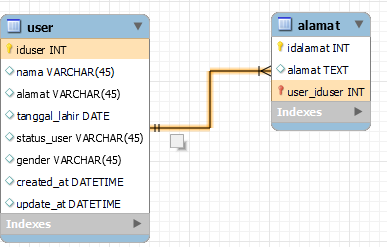 user
iduser INT
nama VARCHAR(45)
alamat VARCHAR(45)
tanggal_lahir DATE
status_user VARCHAR(45)
gender VARCHAR(45)
created_at DATETIME
update_at DATETIME
Indexes
alamat
idalamat INT
alamat TEXT
user_iduser INT
Indexes